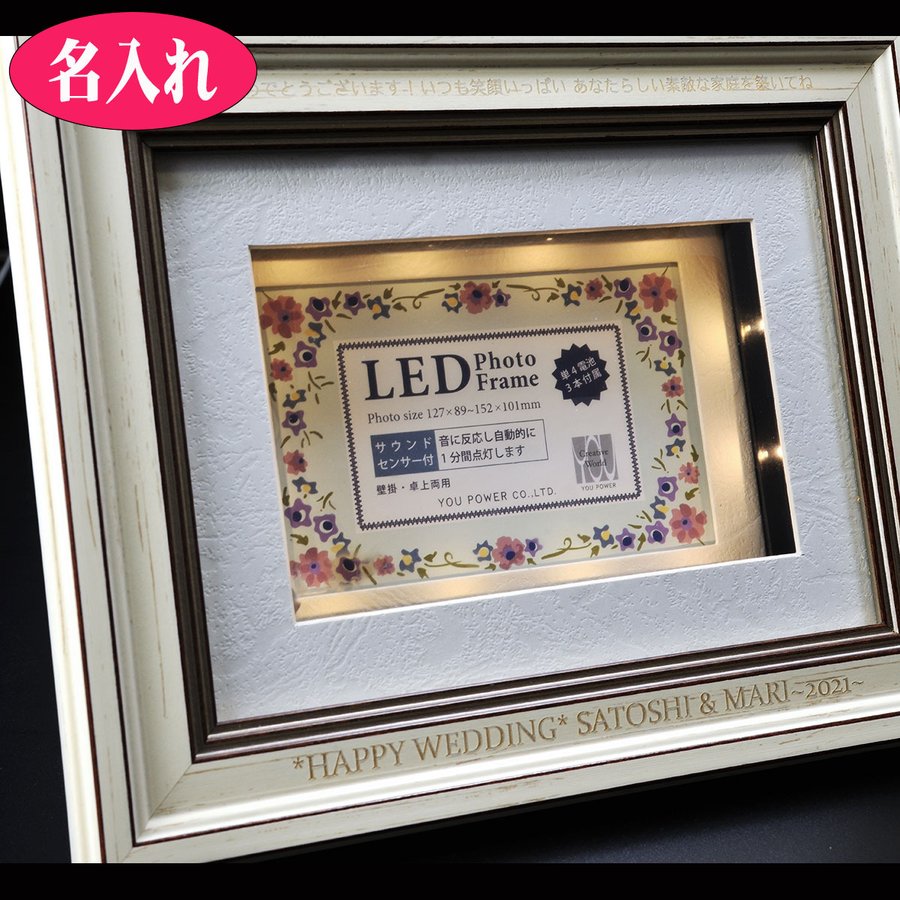 名入れ
でとうございます！いつも笑顔いっぱい あなたらしい素敵な家庭を築いてね
LED Photo Frame
単4電池
3本付属
Photo size 127×89~152×101mm
サウンド
センサー付
音に反応し自動的に
1分間点灯します
Creative
World
YOU POWER
壁掛・卓上両用
YOU POWER CO.,LTD.
*HAPPY WEDDING* SATOSHI & MARI~2021~